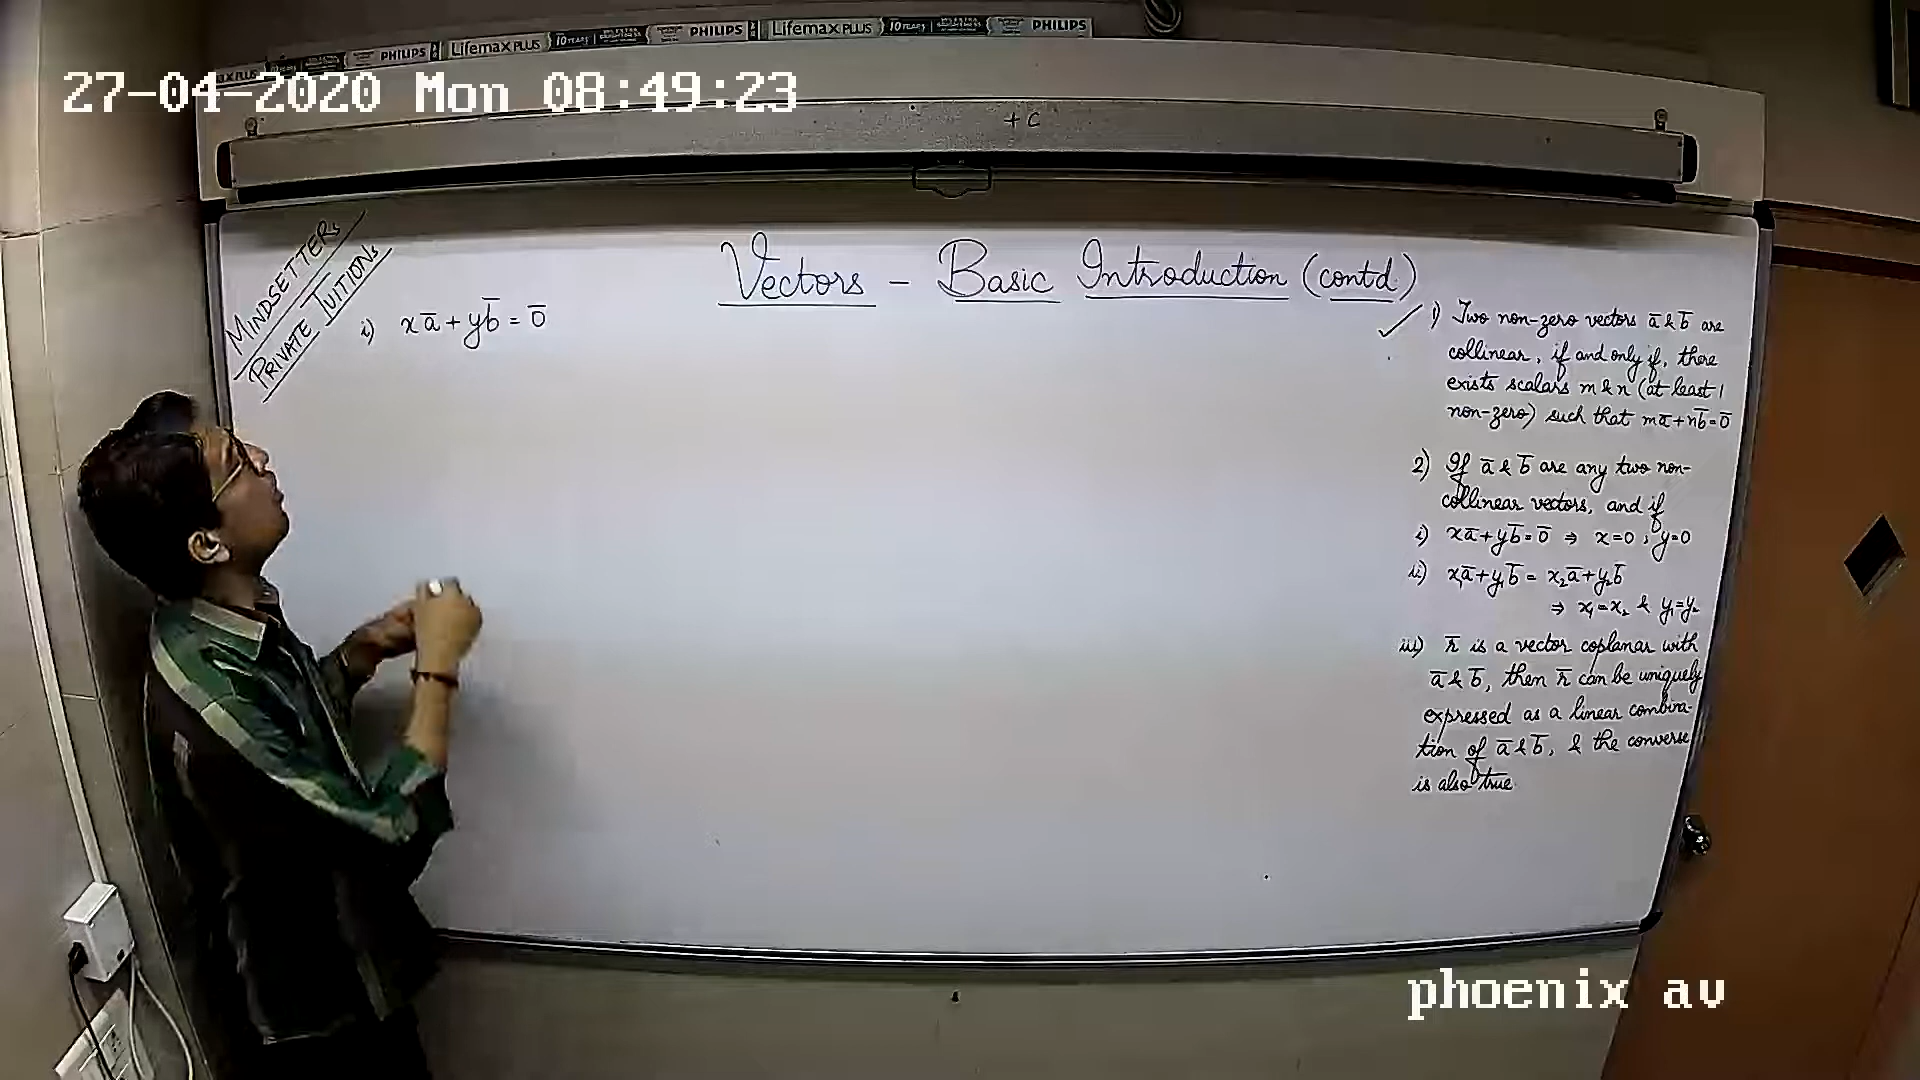 PHILIPS LifemaxPLUS 10 YEARS PHILIPS LifemaxPLUS 10 YEARS PHILIPS
27-04-2020 Mon 08:49:23
+ C
MINDSETTERS
PRIVATE TUITIONS
Vectors - Basic Introduction (contd.)
i) xa̅ + yb̅ = 0̅
1) Two non-zero vectors a̅ & b̅ are
collinear, if and only if, there
exists scalars m & n (at least 1
non-zero) such that ma̅ + nb̅ = 0̅
2) If a̅ & b̅ are any two non-
collinear vectors, and if
i) xa̅ + yb̅ = 0̅ ⇒ x=0, y=0
ii) x₁a̅ + y₁b̅ = x₂a̅ + y₂b̅
⇒ x₁=x₂ & y₁=y₂
iii) r̅ is a vector coplanar with
a̅ & b̅, then r̅ can be uniquely
expressed as a linear combina-
tion of a̅ & b̅, & the converse
is also true.
phoenix av